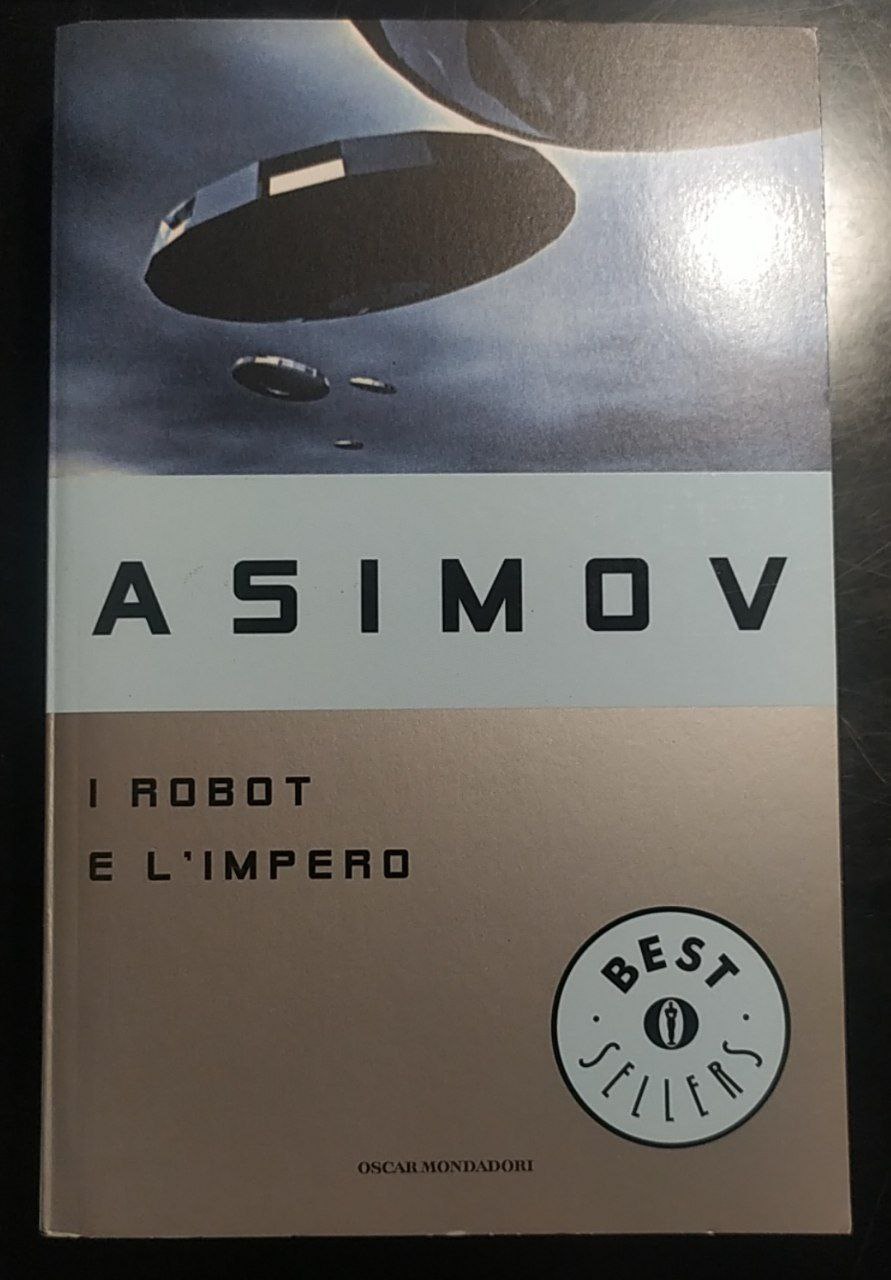 ASIMOV
I ROBOT
E L'IMPERO
BEST
SELLERS
OSCAR MONDADORI